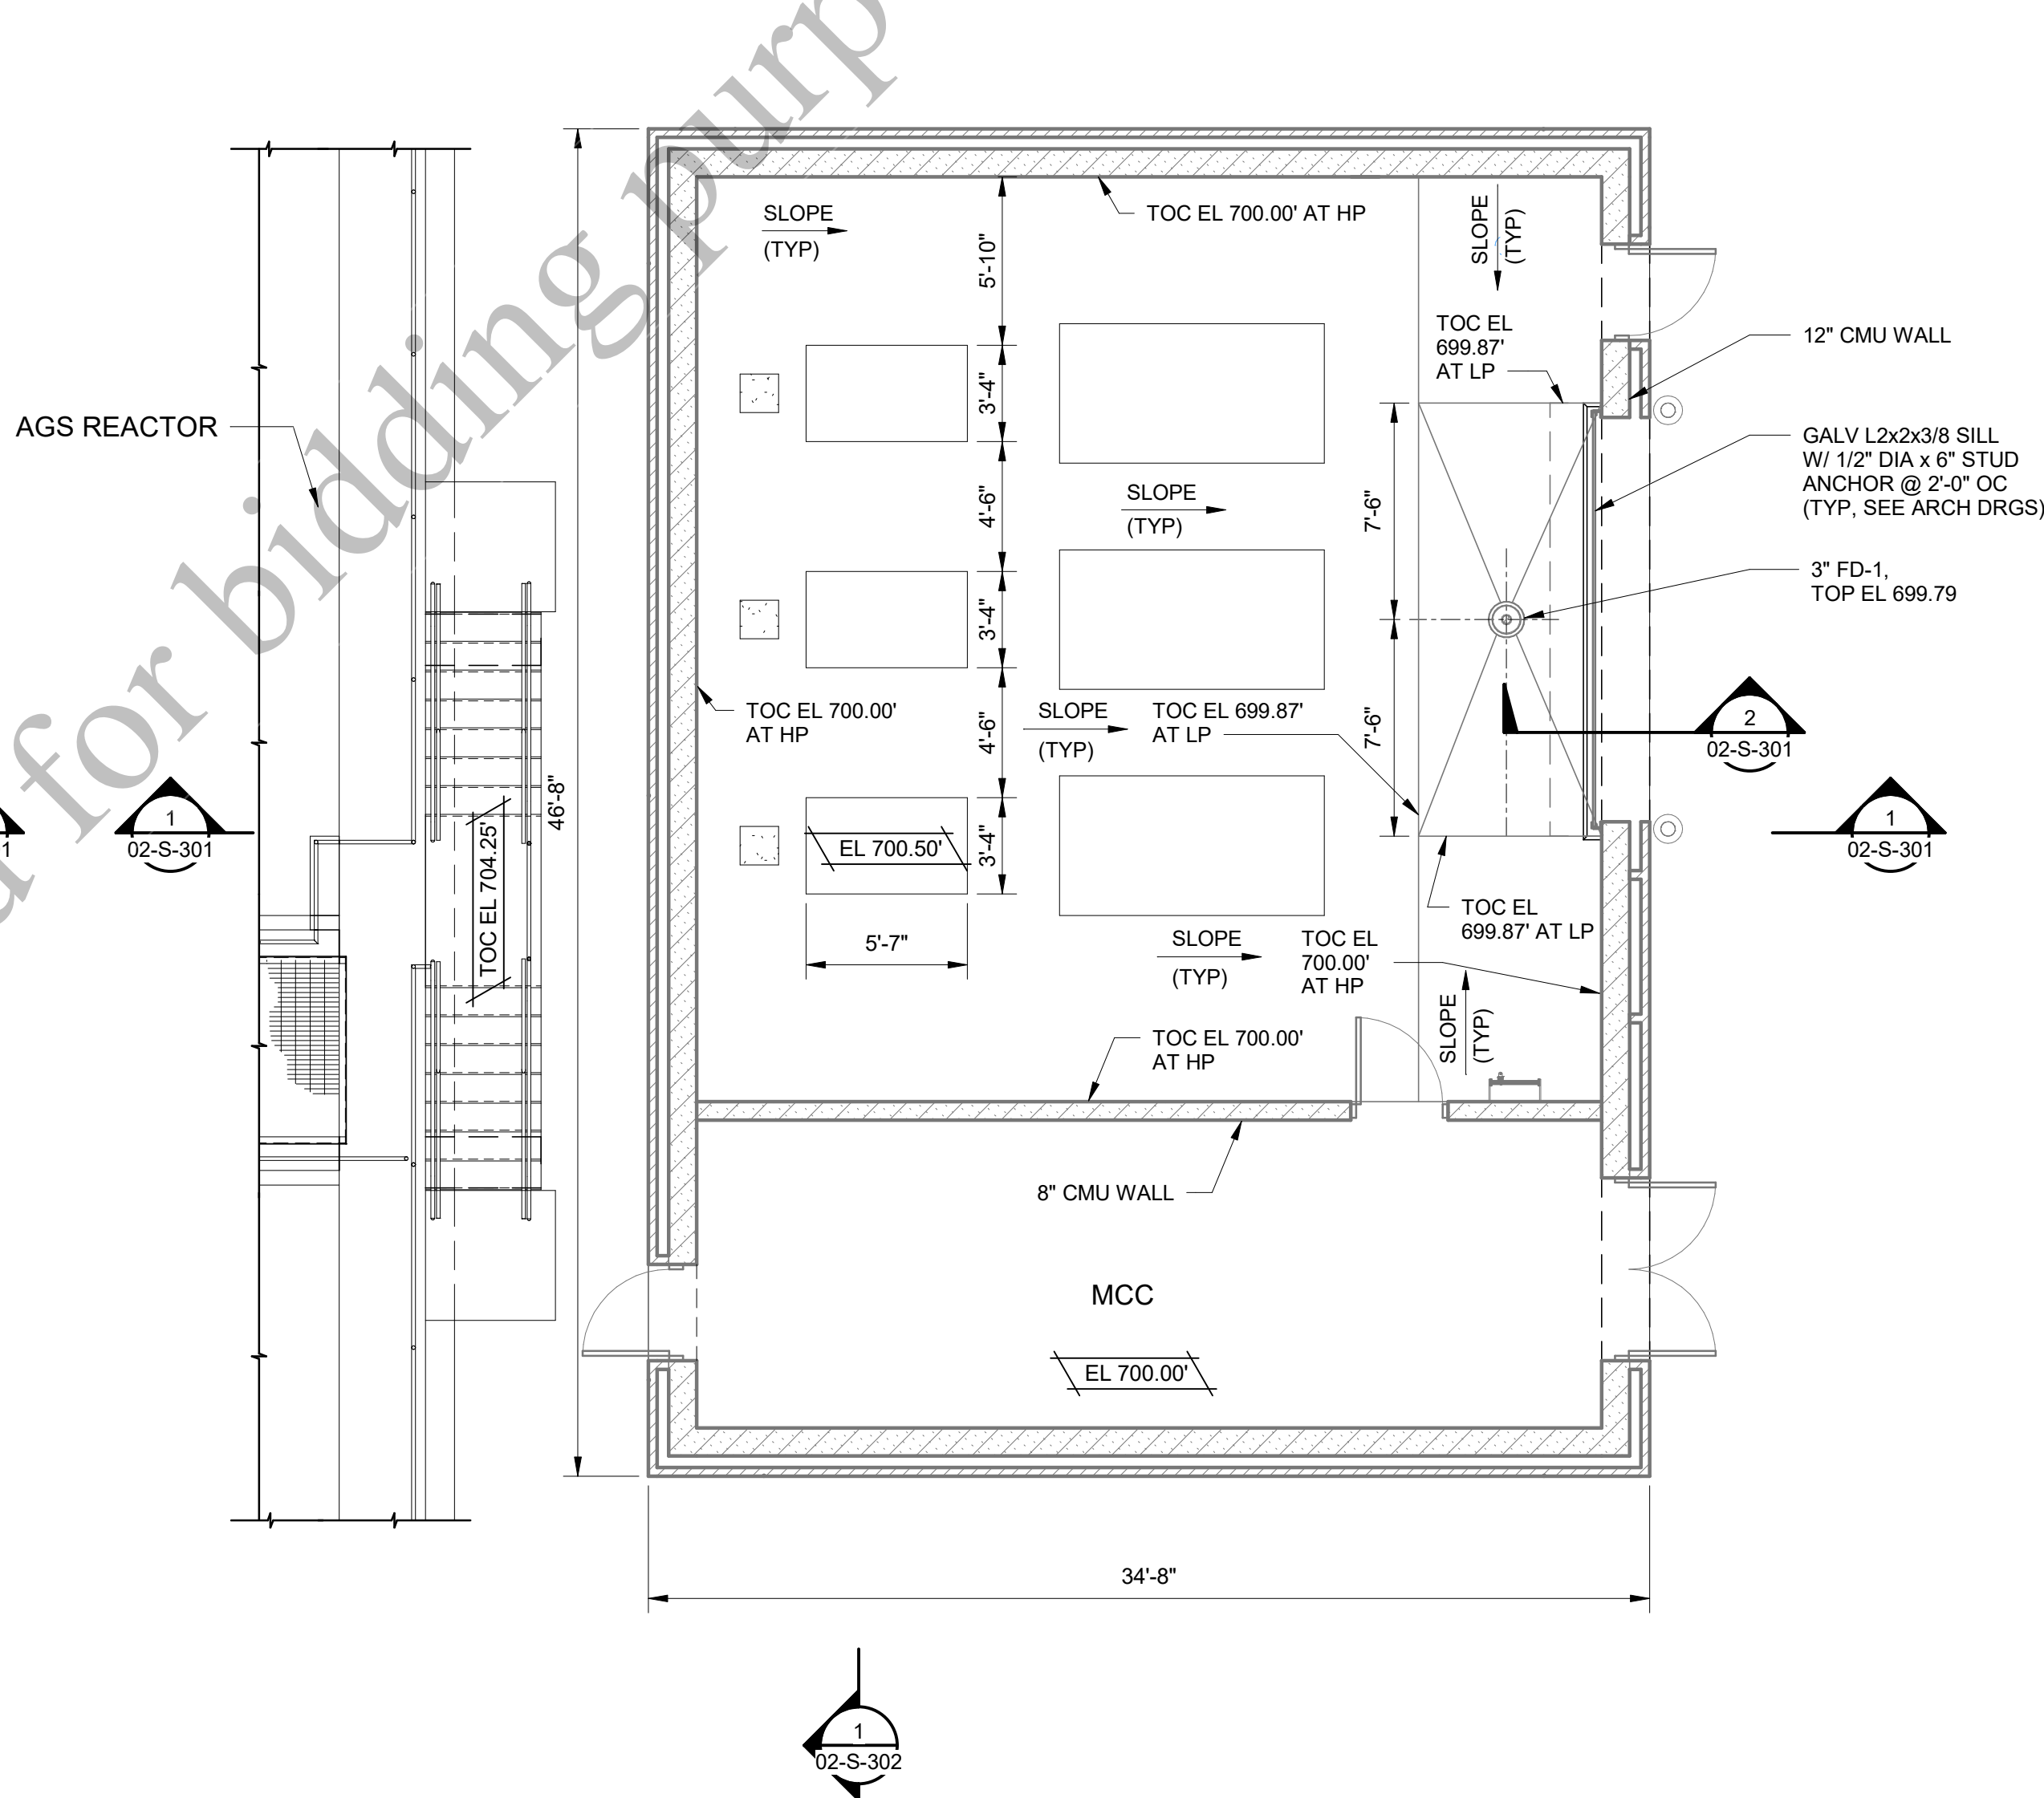 for bidding purp
SLOPE
(TYP)
5'-10"
TOC EL 700.00' AT HP
SLOPE
(TYP)
TOC EL
699.87'
AT LP
12" CMU WALL
3'-4"
AGS REACTOR
GALV L2x2x3/8 SILL
W/ 1/2" DIA x 6" STUD
ANCHOR @ 2'-0" OC
(TYP, SEE ARCH DRGS)
4'-6"
SLOPE
(TYP)
7'-6"
3" FD-1,
TOP EL 699.79
3'-4"
TOC EL 700.00'
AT HP
SLOPE
(TYP)
TOC EL 699.87'
AT LP
4'-6"
7'-6"
2
02-S-301
46'-8"
1
1
02-S-301
TOC EL 704.25'
EL 700.50'
3'-4"
1
02-S-301
TOC EL
699.87' AT LP
5'-7"
SLOPE
(TYP)
TOC EL
700.00'
AT HP
SLOPE
(TYP)
TOC EL 700.00'
AT HP
8" CMU WALL
MCC
EL 700.00'
34'-8"
1
02-S-302